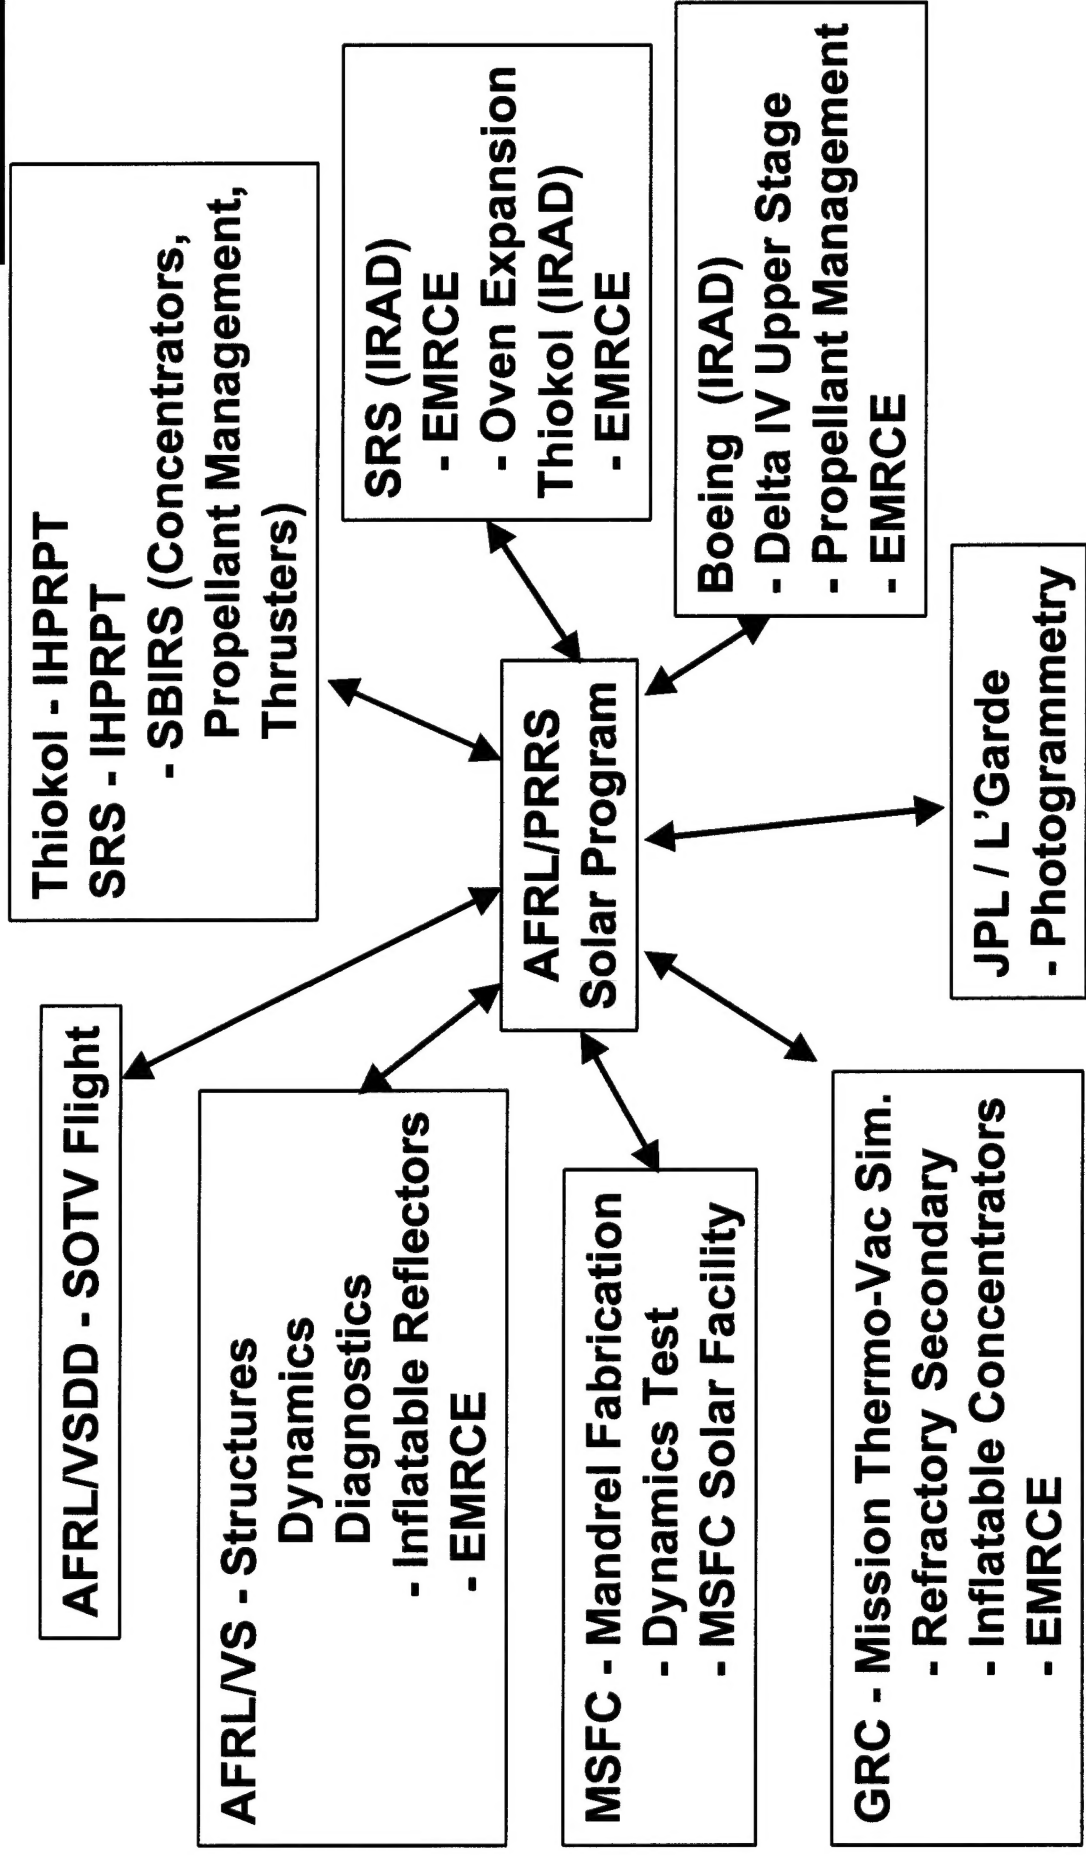 AFRL/VSDD - SOTV Flight
Thiokol - IHPRPT
SRS - IHPRPT
- SBIRS (Concentrators,
Propellant Management,
Thrusters)
AFRL/VS - Structures
Dynamics
Diagnostics
- Inflatable Reflectors
- EMRCE
SRS (IRAD)
- EMRCE
- Oven Expansion
Thiokol (IRAD)
- EMRCE
AFRL/PRRS
Solar Program
MSFC - Mandrel Fabrication
- Dynamics Test
- MSFC Solar Facility
Boeing (IRAD)
- Delta IV Upper Stage
- Propellant Management
- EMRCE
GRC - Mission Thermo-Vac Sim.
- Refractory Secondary
- Inflatable Concentrators
- EMRCE
JPL / L'Garde
- Photogrammetry